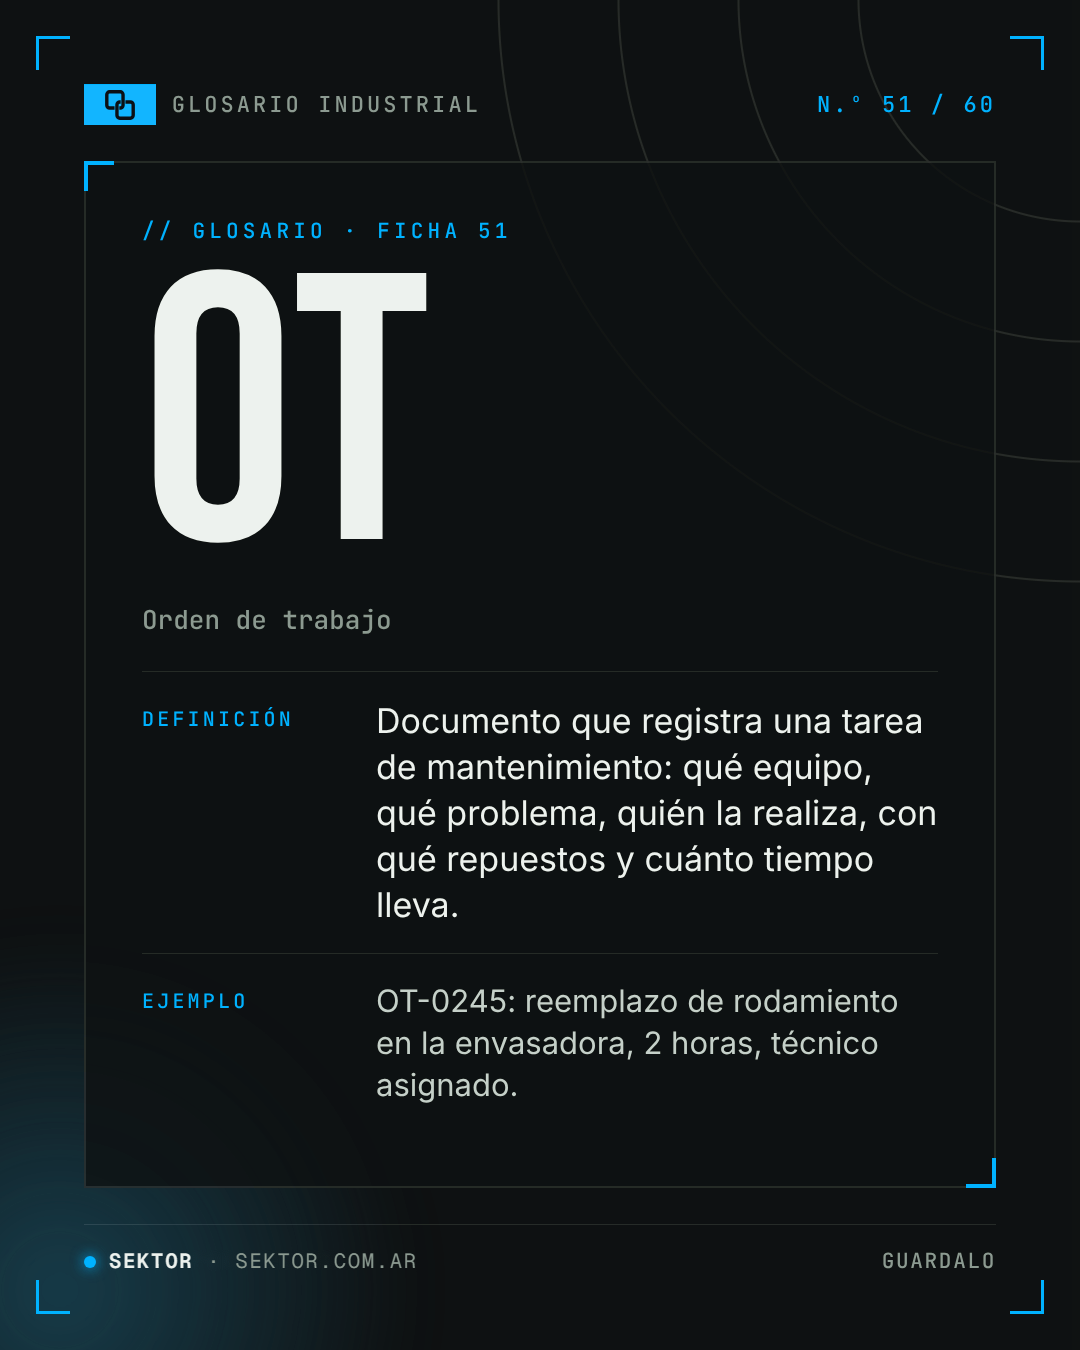 GLOSARIO INDUSTRIAL
N.° 51 / 60
// GLOSARIO · FICHA 51
OT
Orden de trabajo
DEFINICIÓN
Documento que registra una tarea
de mantenimiento: qué equipo,
qué problema, quién la realiza, con
qué repuestos y cuánto tiempo
lleva.
EJEMPLO
OT-0245: reemplazo de rodamiento
en la envasadora, 2 horas, técnico
asignado.
SEKTOR · SEKTOR.COM.AR
GUARDALO